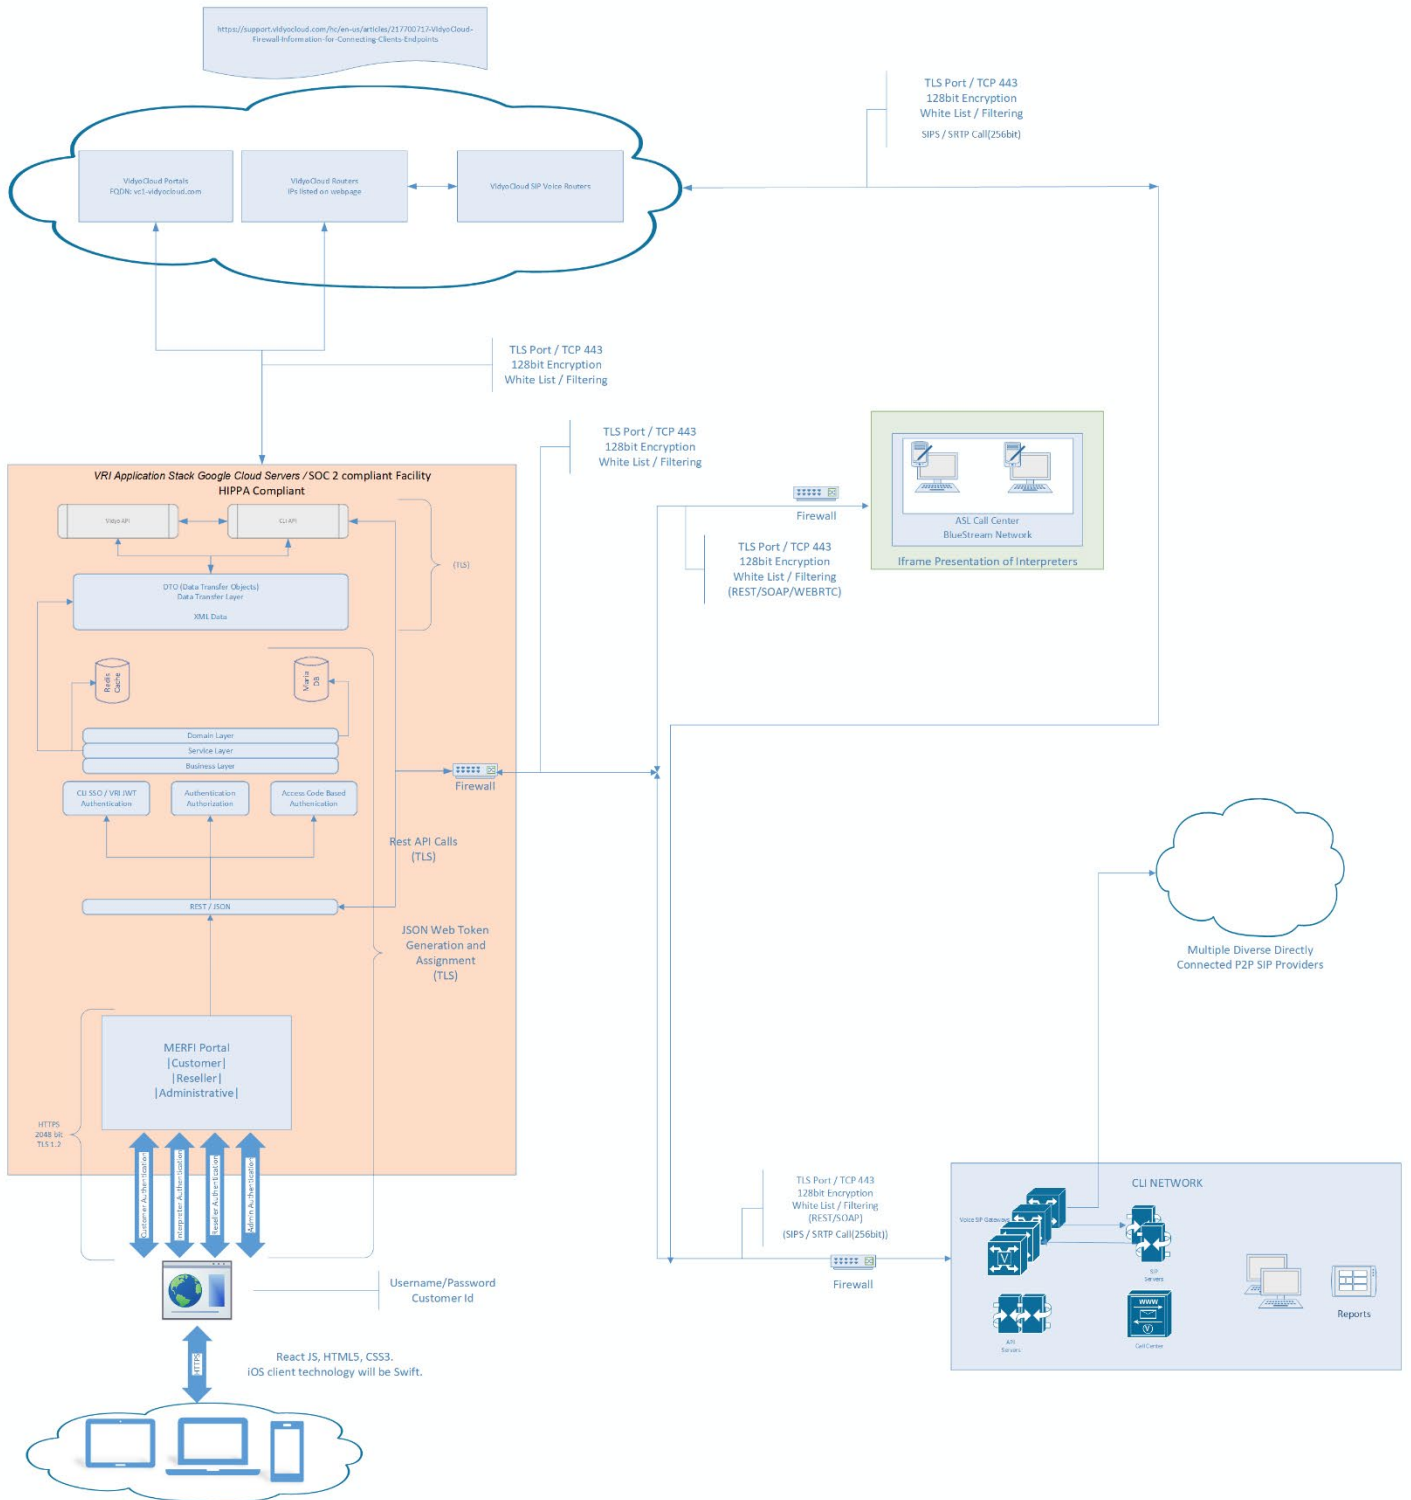 https://support.vidyocloud.com/hc/en-us/articles/217700717-VidyoCloud-
Firewall-Information-for-Connecting-Clients-Endpoints
TLS Port / TCP 443
128bit Encryption
White List / Filtering
SIPS / SRTP Call(256bit)
VidyoCloud Portals
FQDN: vc1-vidyocloud.com
VidyoCloud Routers
IPs listed on webpage
VidyoCloud SIP Voice Routers
TLS Port / TCP 443
128bit Encryption
White List / Filtering
TLS Port / TCP 443
128bit Encryption
White List / Filtering
VRI Application Stack Google Cloud Servers / SOC 2 compliant Facility
HIPPA Compliant
Vidyo API
CLI API
(TLS)
DTO (Data Transfer Objects)
Data Transfer Layer
XML Data
Firewall
TLS Port / TCP 443
128bit Encryption
White List / Filtering
(REST/SOAP/WEBRTC)
ASL Call Center
BlueStream Network
Iframe Presentation of Interpreters
Redis
Cache
Maria
DB
Domain Layer
Service Layer
Business Layer
CLI SSO / VRI JWT
Authentication
Authentication
Authorization
Access Code Based
Authenication
Firewall
Rest API Calls
(TLS)
REST / JSON
JSON Web Token
Generation and
Assignment
(TLS)
Multiple Diverse Directly
Connected P2P SIP Providers
MERFI Portal
|Customer|
|Reseller|
|Administrative|
HTTPS
2048 bit
TLS 1.2
Customer Authentication
Interpreter Authentication
Reseller Authentication
Admin Authentication
TLS Port / TCP 443
128bit Encryption
White List / Filtering
(REST/SOAP)
(SIPS / SRTP Call(256bit))
Firewall
CLI NETWORK
Voice SIP Gateways
V
SIP
Servers
API
Servers
WWW
V
Call Center
Reports
Username/Password
Customer Id
HTTPS
React JS, HTML5, CSS3.
iOS client technology will be Swift.